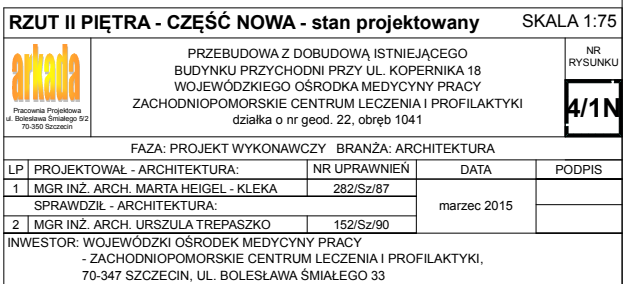 RZUT II PIĘTRA - CZĘŚĆ NOWA - stan projektowany SKALA 1:75
arkada
Pracownia Projektowa
ul. Bolesława Śmiałego 5/2
70-350 Szczecin
PRZEBUDOWA Z DOBUDOWĄ ISTNIEJĄCEGO
BUDYNKU PRZYCHODNI PRZY UL. KOPERNIKA 18
WOJEWÓDZKIEGO OŚRODKA MEDYCYNY PRACY
ZACHODNIOPOMORSKIE CENTRUM LECZENIA I PROFILAKTYKI
działka o nr geod. 22, obręb 1041
NR
RYSUNKU
4/1N
FAZA: PROJEKT WYKONAWCZY BRANŻA: ARCHITEKTURA
LP PROJEKTOWAŁ - ARCHITEKTURA: NR UPRAWNIEŃ DATA PODPIS
1 MGR INŻ. ARCH. MARTA HEIGEL - KLEKA 282/Sz/87
SPRAWDZIŁ - ARCHITEKTURA: marzec 2015
2 MGR INŻ. ARCH. URSZULA TREPASZKO 152/Sz/90
INWESTOR: WOJEWÓDZKI OŚRODEK MEDYCYNY PRACY
- ZACHODNIOPOMORSKIE CENTRUM LECZENIA I PROFILAKTYKI,
70-347 SZCZECIN, UL. BOLESŁAWA ŚMIAŁEGO 33